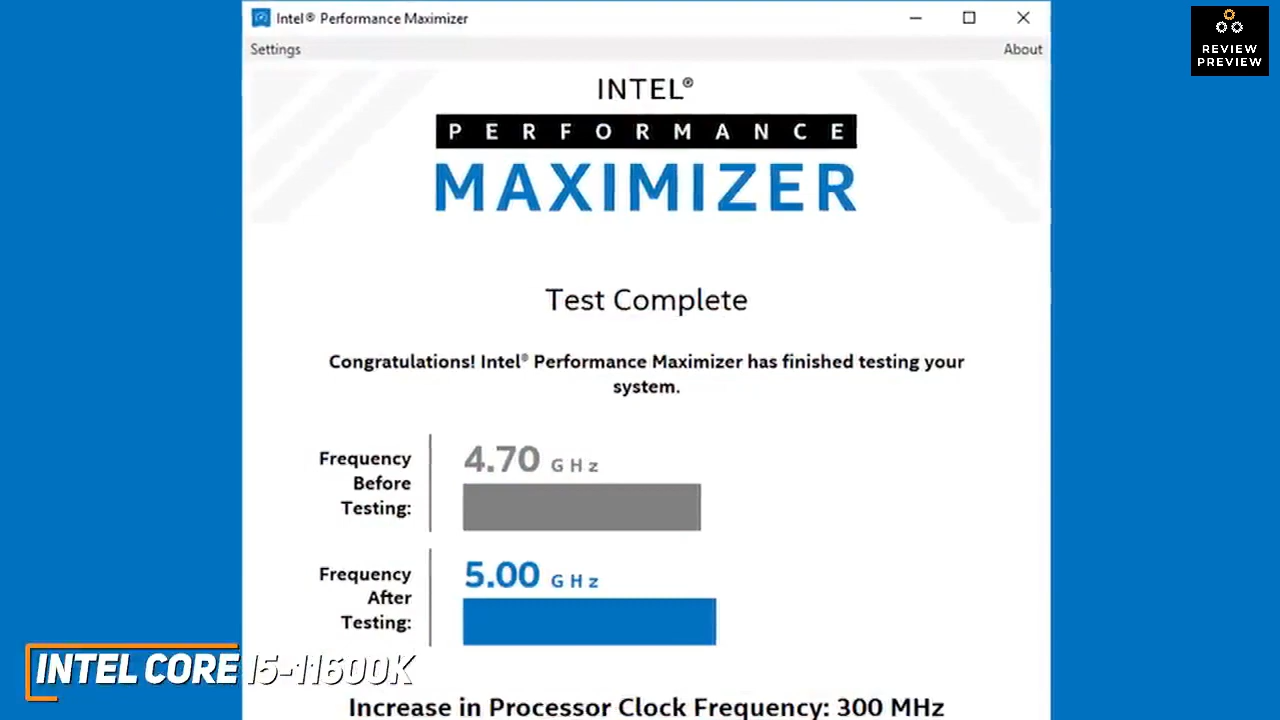 Intel® Performance Maximizer
Settings
About
REVIEW
PREVIEW
INTEL®
PERFORMANCE
MAXIMIZER
Test Complete
Congratulations! Intel® Performance Maximizer has finished testing your
system.
Frequency
Before
Testing:
4.70 GHz
Frequency
After
Testing:
5.00 GHz
INTEL CORE I5-11600K
Increase in Processor Clock Frequency: 300 MHz